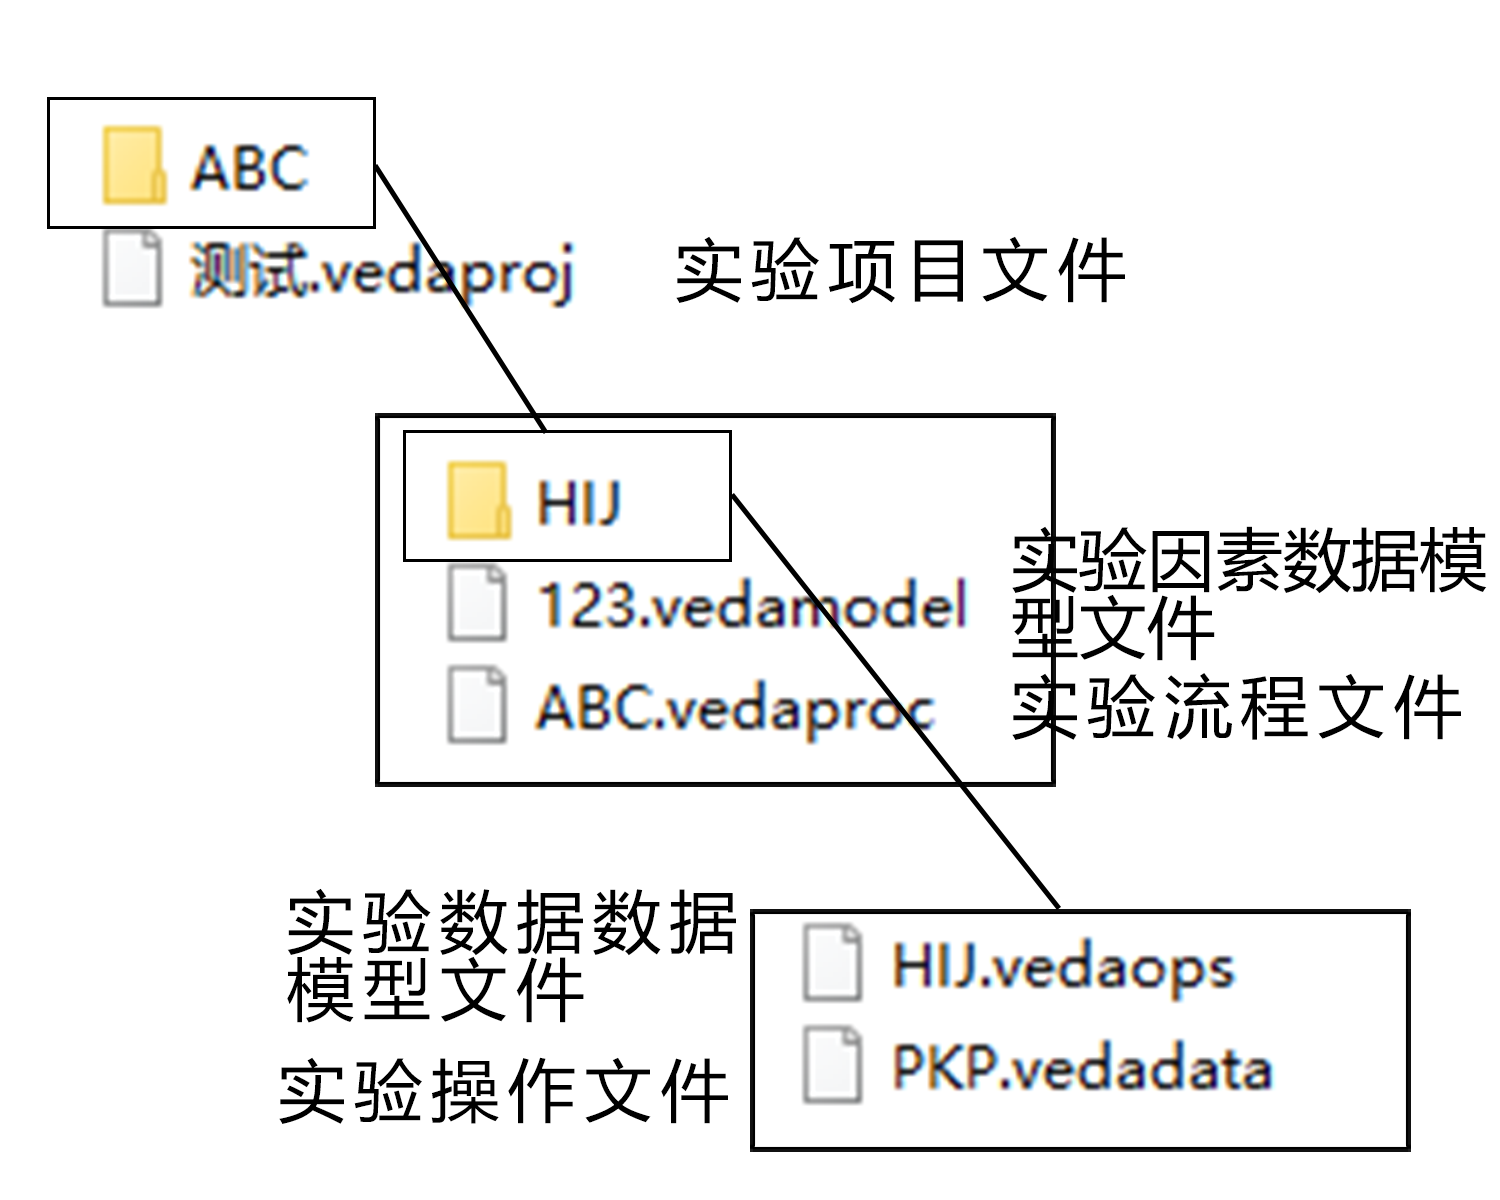 ABC
测试.vedaproj
实验项目文件
HIJ
123.vedamodel
实验因素数据模
型文件
ABC.vedaproc
实验流程文件
实验数据数据
模型文件
HIJ.vedaops
实验操作文件
PKP.vedadata